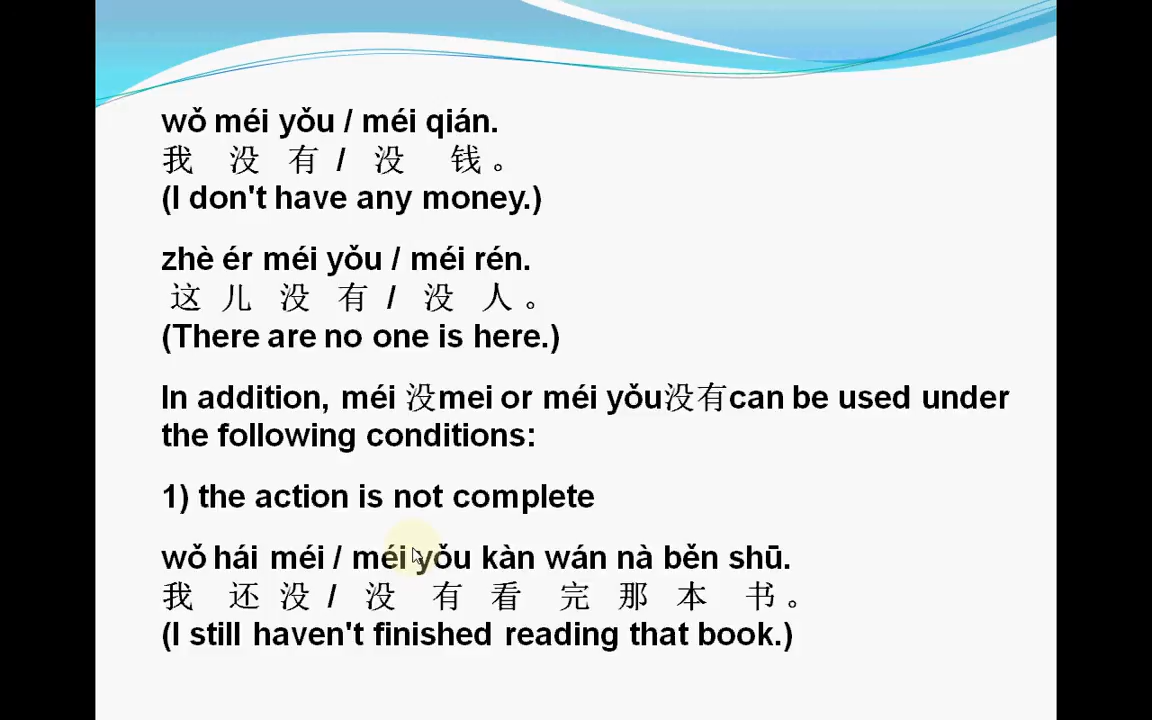 wǒ méi yǒu / méi qián.
我 没 有 / 没 钱。
(I don't have any money.)
zhè ér méi yǒu / méi rén.
这 儿 没 有 / 没 人。
(There are no one is here.)
In addition, méi 没mei or méi yǒu没有can be used under
the following conditions:
1) the action is not complete
wǒ hái méi / méi yǒu kàn wán nà běn shū.
我 还 没 / 没 有 看 完 那 本 书。
(I still haven't finished reading that book.)